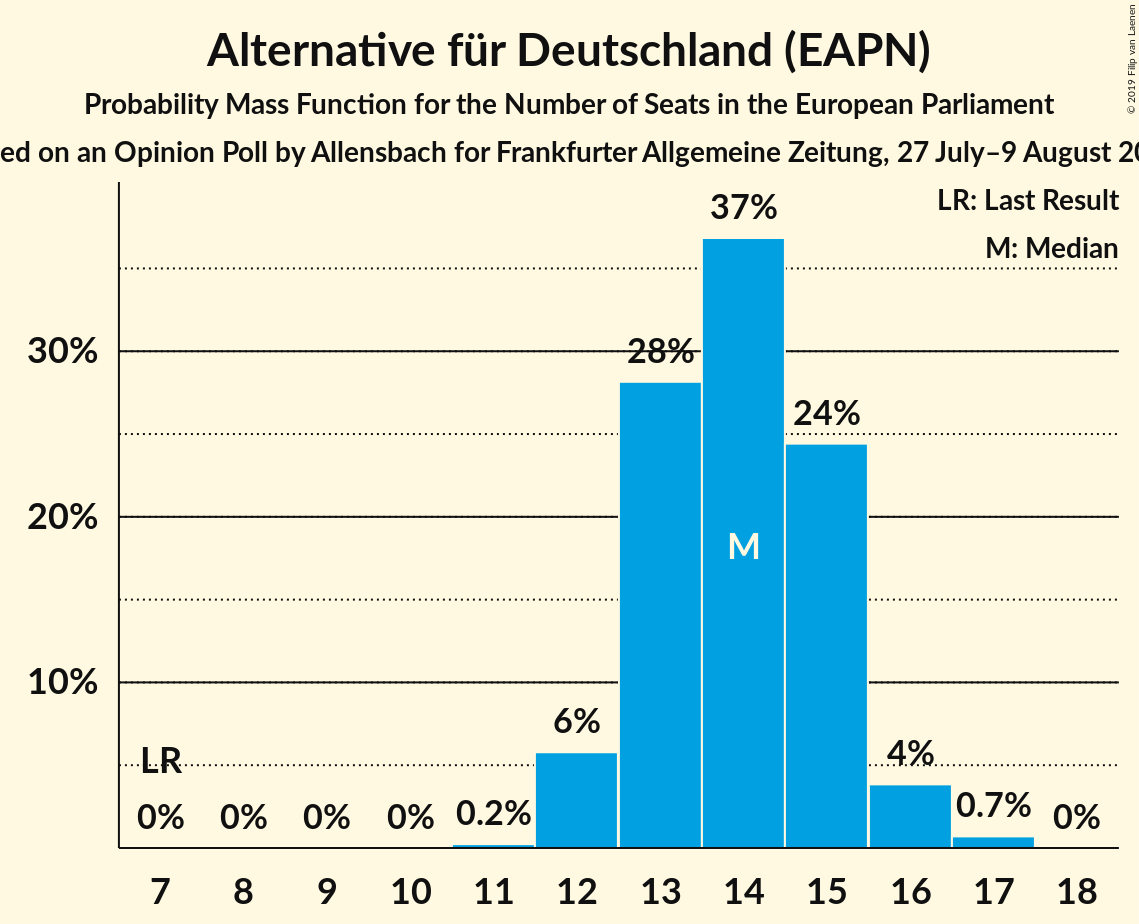 Alternative für Deutschland (EAPN)
Probability Mass Function for the Number of Seats in the European Parliament
ed on an Opinion Poll by Allensbach for Frankfurter Allgemeine Zeitung, 27 July–9 August 20
© 2019 Filip van Laenen
LR: Last Result
M: Median
37%
30%
28%
24%
20%
M
10%
6%
LR
4%
0% 0% 0% 0% 0.2% 0.7% 0%
7 8 9 10 11 12 13 14 15 16 17 18